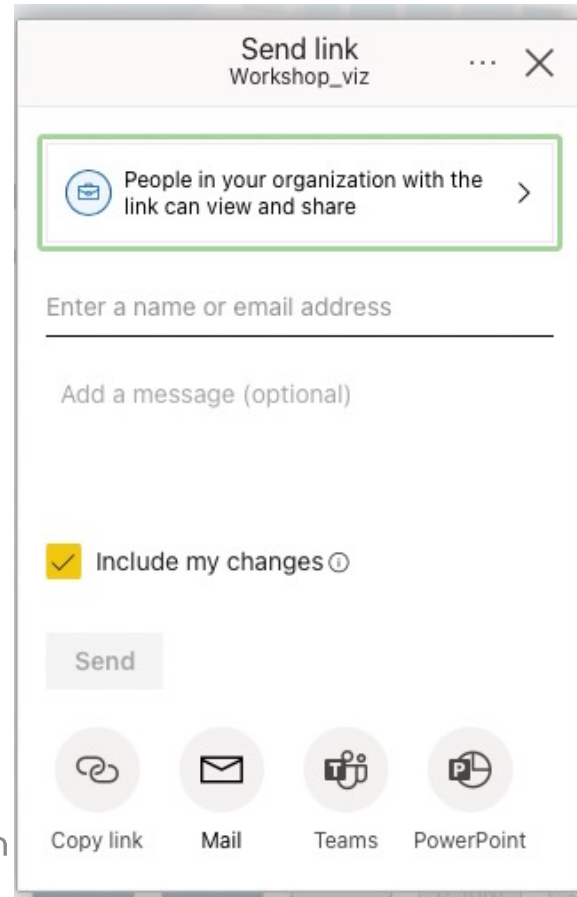 Send link
Workshop_viz
People in your organization with the
link can view and share
Enter a name or email address
Add a message (optional)
Include my changes
Send
Copy link Mail Teams PowerPoint